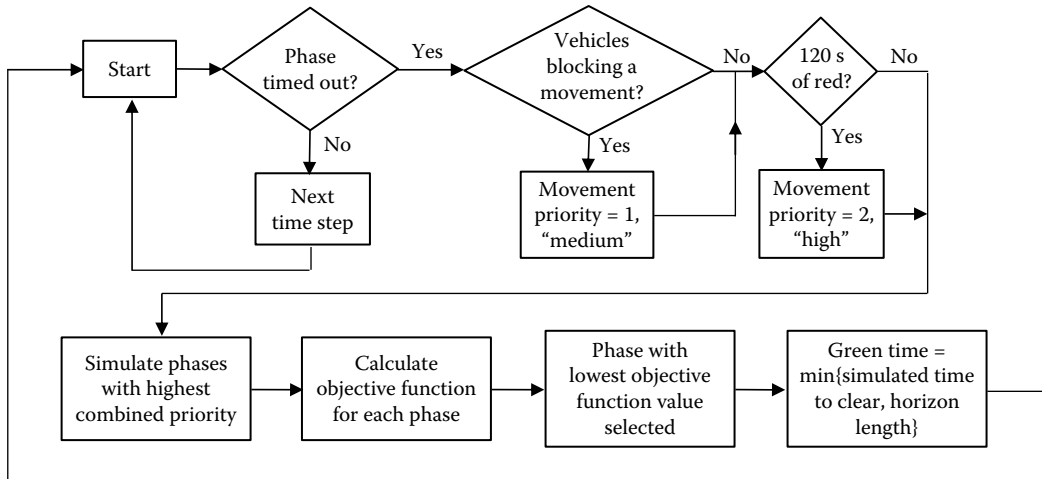 Start
Phase
timed out?
Yes
No
Next
time step
Vehicles
blocking a
movement?
No
Yes
Movement
priority = 1,
“medium”
120 s
of red?
No
Yes
Movement
priority = 2,
“high”
Simulate phases
with highest
combined priority
Calculate
objective function
for each phase
Phase with
lowest objective
function value
selected
Green time =
min{simulated time
to clear, horizon
length}